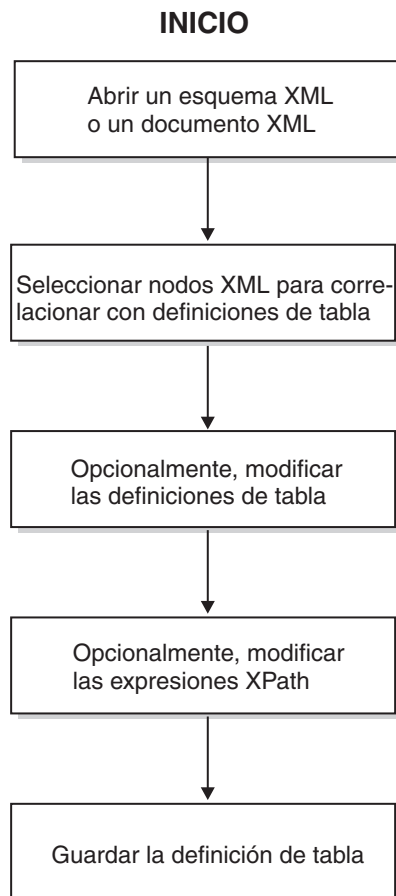 INICIO
Abrir un esquema XML
o un documento XML
Seleccionar nodos XML para corre-
lacionar con definiciones de tabla
Opcionalmente, modificar
las definiciones de tabla
Opcionalmente, modificar
las expresiones XPath
Guardar la definición de tabla